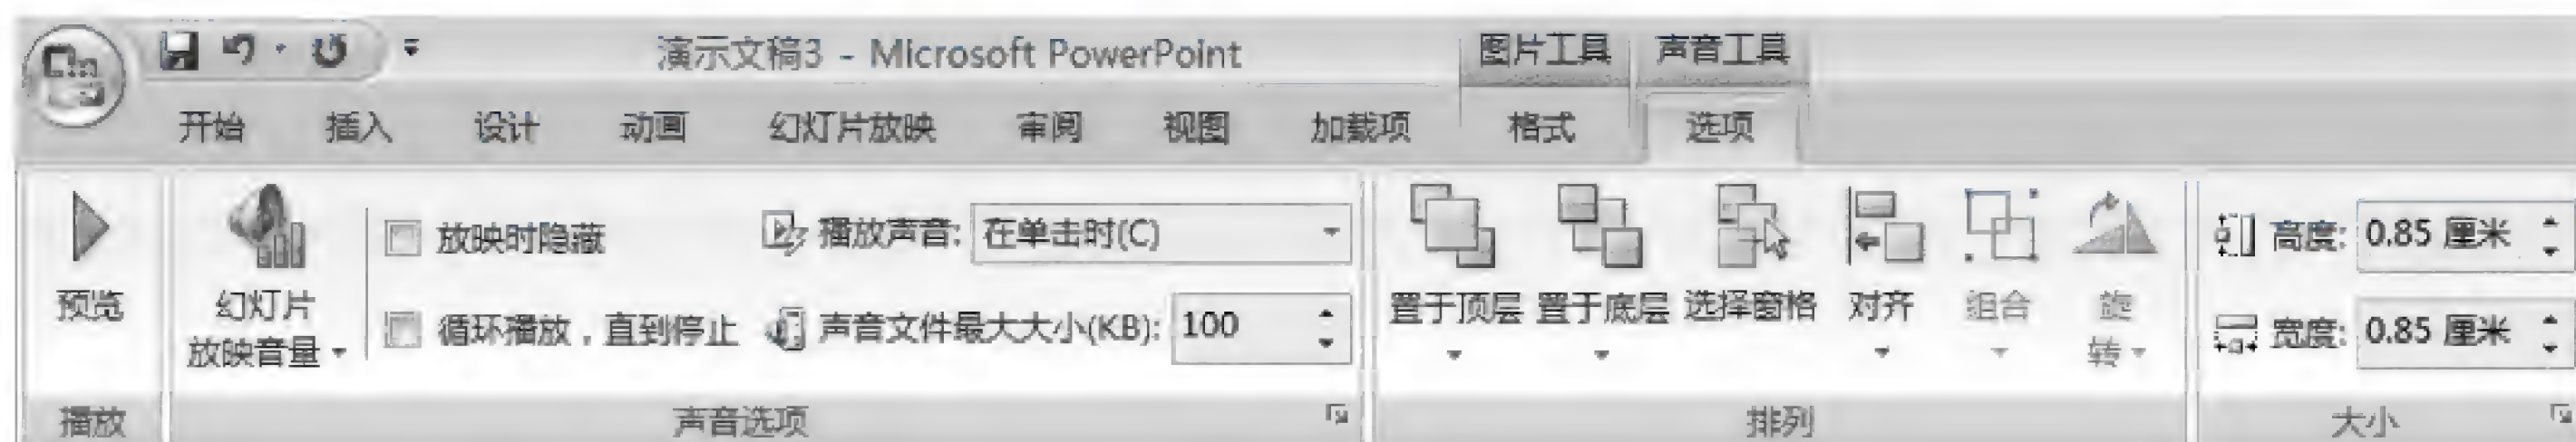 演示文稿3 - Microsoft PowerPoint
图片工具
声音工具
开始
插入
设计
动画
幻灯片放映
审阅
视图
加载项
格式
选项
预览
幻灯片
放映音量
放映时隐藏
循环播放，直到停止
播放声音: 在单击时(C)
声音文件最大大小(KB): 100
置于顶层
置于底层
选择窗格
对齐
组合
旋
转
高度: 0.85 厘米
宽度: 0.85 厘米
播放
声音选项
排列
大小